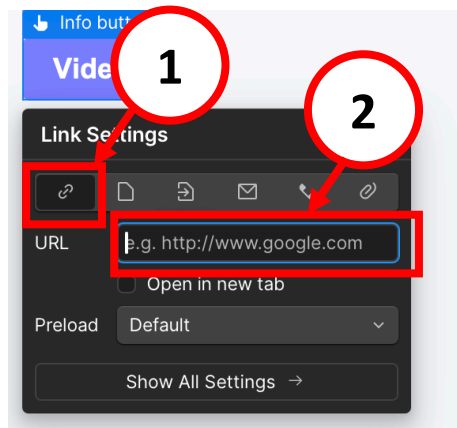 Info butt
Vide
1
2
Link Settings
URL
e.g. http://www.google.com
Open in new tab
Preload
Default
Show All Settings →